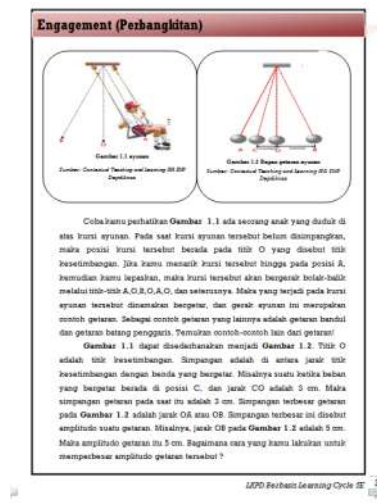 Engagement (Perbangkitan)
Gambar 1.1 ayunan
Sumber: Contextual Teaching and Learning IPA SMP
Depdiknas
Gambar 1.2 Bagan getaran ayunan
Sumber: Contextual Teaching and Learning IPA SMP
Depdiknas
Coba kamu perhatikan Gambar 1.1 ada seorang anak yang duduk di
atas kursi ayunan. Pada saat kursi ayunan tersebut belum disimpangkan,
maka posisi kursi tersebut berada pada titik O yang disebut titik
kesetimbangan. Jika kamu menarik kursi tersebut hingga pada posisi A,
kemudian kamu lepaskan, maka kursi tersebut akan bergerak bolak-balik
melalui titik-titik A,O,B,O,A,O, dan seterusnya. Maka yang terjadi pada kursi
ayunan tersebut dinamakan bergetar, dan gerak ayunan ini merupakan
contoh getaran. Sebagai contoh getaran yang lainnya adalah getaran bandul
dan getaran batang penggaris. Temukan contoh-contoh lain dari getaran!
Gambar 1.1 dapat disederhanakan menjadi Gambar 1.2. Titik O
adalah titik kesetimbangan. Simpangan adalah di antara jarak titik
kesetimbangan dengan benda yang bergetar. Misalnya suatu ketika beban
yang bergetar berada di posisi C, dan jarak CO adalah 3 cm. Maka
simpangan getaran pada saat itu adalah 3 cm. Simpangan terbesar getaran
pada Gambar 1.2 adalah jarak OA atau OB. Simpangan terbesar ini disebut
amplitudo suatu getaran. Misalnya, jarak OB pada Gambar 1.2 adalah 5 cm.
Maka amplitudo getaran itu 5 cm. Bagaimana cara yang kamu lakukan untuk
memperbesar amplitudo getaran tersebut ?
LKPD Berbasis Learning Cycle 5E